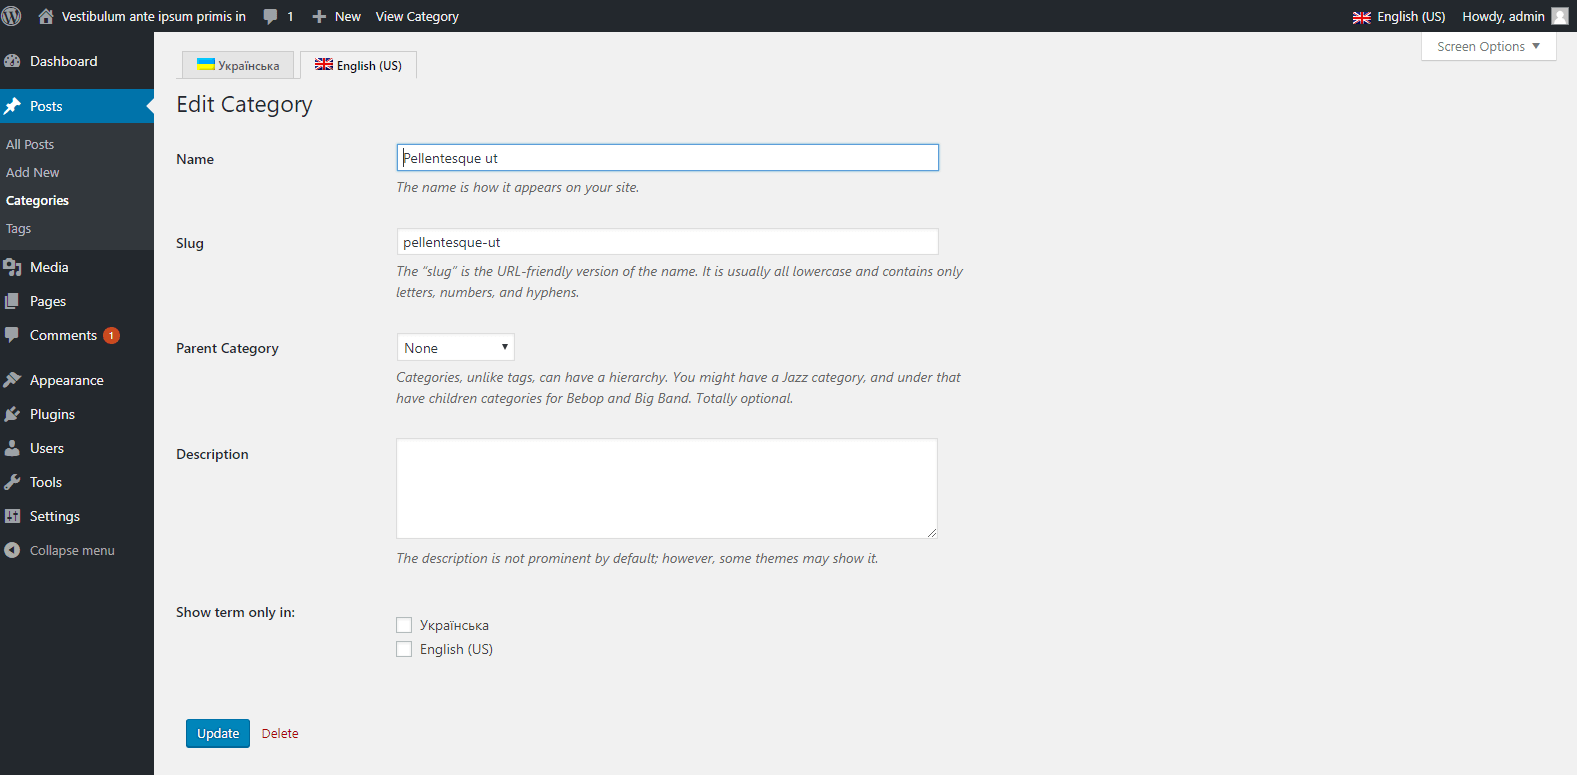 Vestibulum ante ipsum primis in 1 New View Category English (US) Howdy, admin
Screen Options
Dashboard
Posts
All Posts
Add New
Categories
Tags
Media
Pages
Comments 1
Appearance
Plugins
Users
Tools
Settings
Collapse menu
Українська English (US)
Edit Category
Name
Pellentesque ut
The name is how it appears on your site.
Slug
pellentesque-ut
The “slug” is the URL-friendly version of the name. It is usually all lowercase and contains only
letters, numbers, and hyphens.
Parent Category
None
Categories, unlike tags, can have a hierarchy. You might have a Jazz category, and under that
have children categories for Bebop and Big Band. Totally optional.
Description
The description is not prominent by default; however, some themes may show it.
Show term only in:
Українська
English (US)
Update Delete